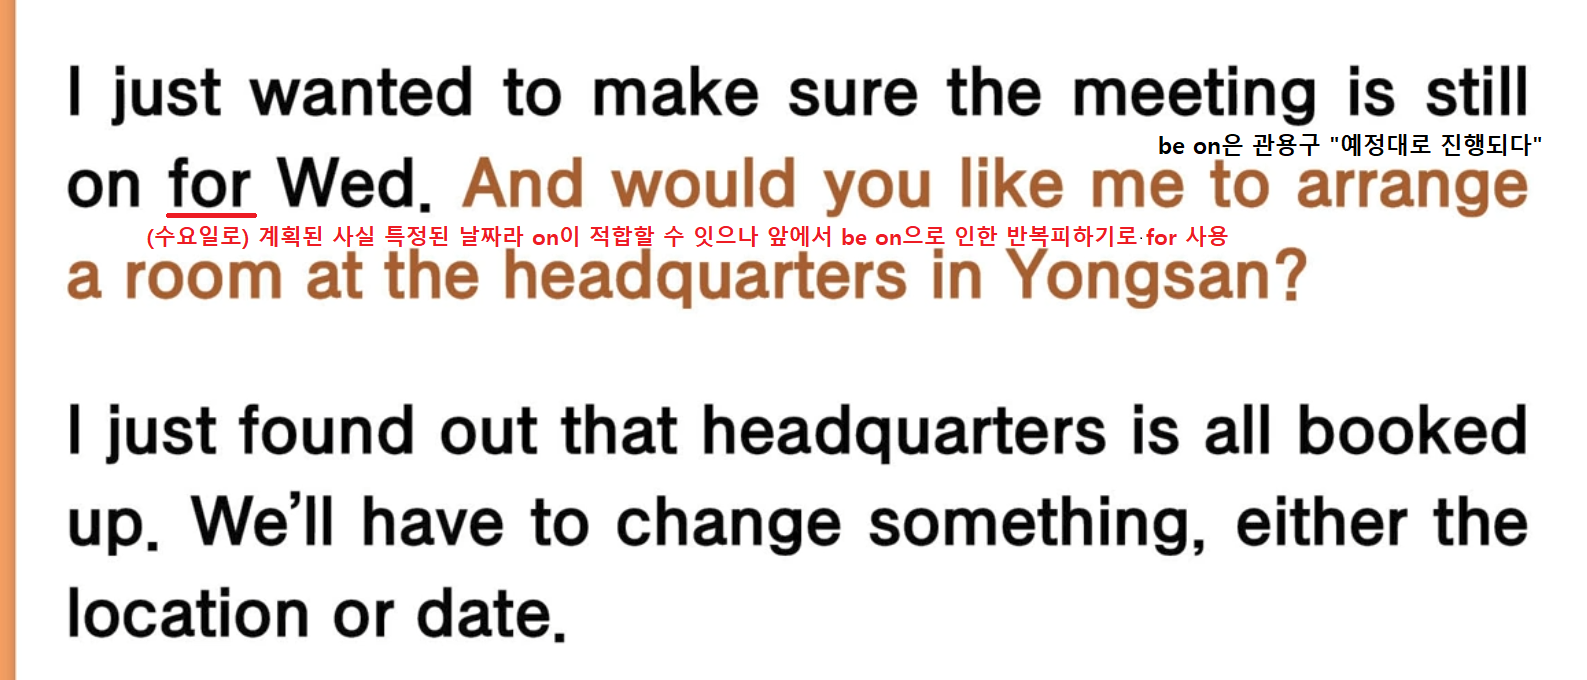 I just wanted to make sure the meeting is still
be on은 관용구 "예정대로 진행되다"
on for Wed. And would you like me to arrange
(수요일로) 계획된 사실 특정된 날짜라 on이 적합할 수 잇으나 앞에서 be on으로 인한 반복피하기로 for 사용
a room at the headquarters in Yongsan?
I just found out that headquarters is all booked
up. We'll have to change something, either the
location or date.